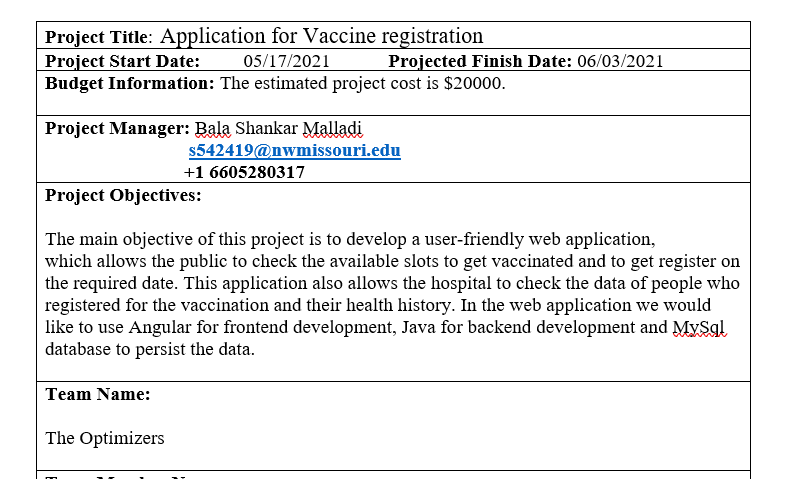 Project Title: Application for Vaccine registration
Project Start Date: 05/17/2021 Projected Finish Date: 06/03/2021
Budget Information: The estimated project cost is $20000.
Project Manager: Bala Shankar Malladi
s542419@nwmissouri.edu
+1 6605280317
Project Objectives:
The main objective of this project is to develop a user-friendly web application,
which allows the public to check the available slots to get vaccinated and to get register on
the required date. This application also allows the hospital to check the data of people who
registered for the vaccination and their health history. In the web application we would
like to use Angular for frontend development, Java for backend development and MySql
database to persist the data.
Team Name:
The Optimizers